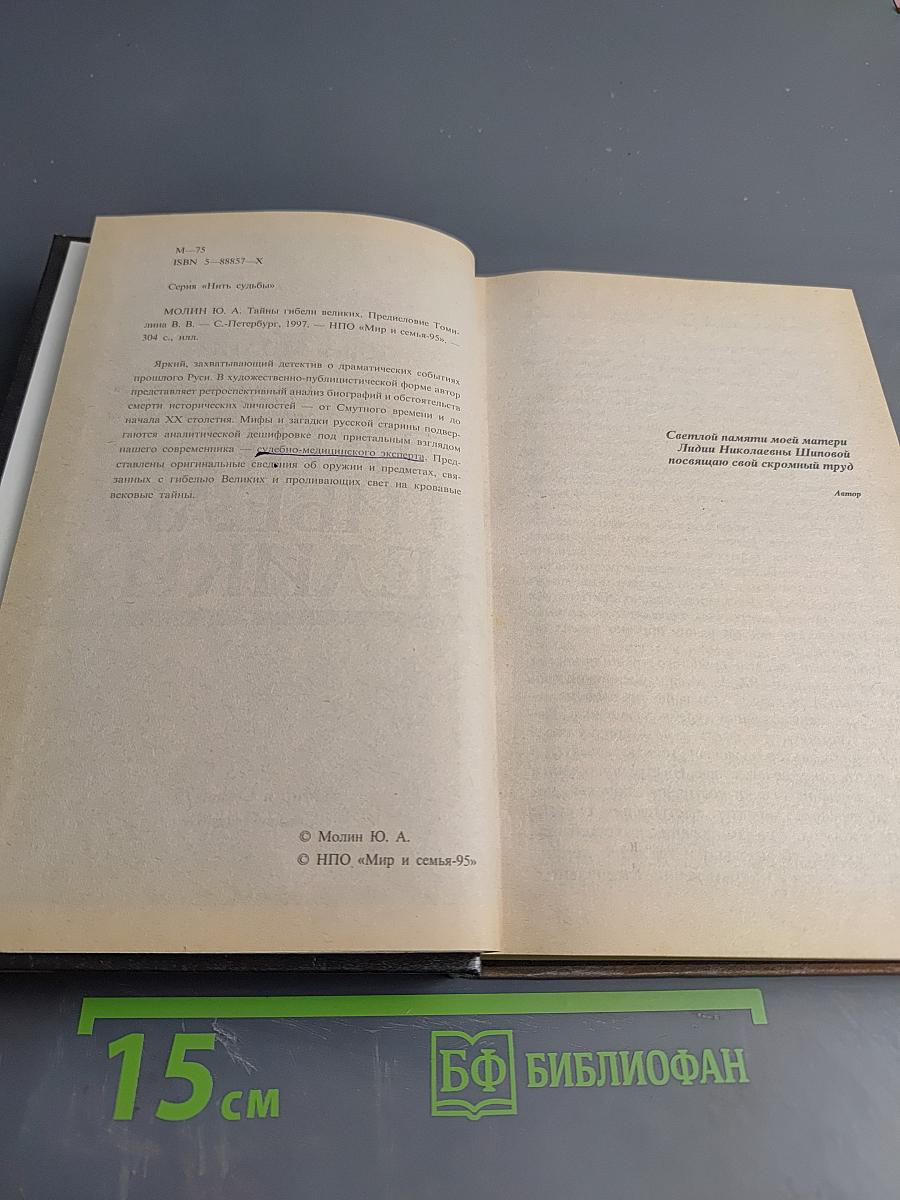 М—75
ISBN 5—88857—X
Серия «Нить судьбы»
МОЛИН Ю. А. Тайны гибели великих. Предисловие Томи-
лина В. В. — С.-Петербург, 1997. — НПО «Мир и семья-95». —
304 с., илл.
Яркий, захватывающий детектив о драматических событиях
прошлого Руси. В художественно-публицистической форме автор
представляет ретроспективный анализ биографий и обстоятельств
смерти исторических личностей — от Смутного времени и до
начала XX столетия. Мифы и загадки русской старины подвер-
гаются аналитической дешифровке под пристальным взглядом
нашего современника — судебно-медицинского эксперта. Пред-
ставлены оригинальные сведения об оружии и предметах, свя-
занных с гибелью Великих и проливающих свет на кровавые
вековые тайны.
© Молин Ю. А.
© НПО «Мир и семья-95»
Светлой памяти моей матери
Лидии Николаевны Шиповой
посвящаю свой скромный труд
Автор
15 см
БФ БИБЛИОФАН